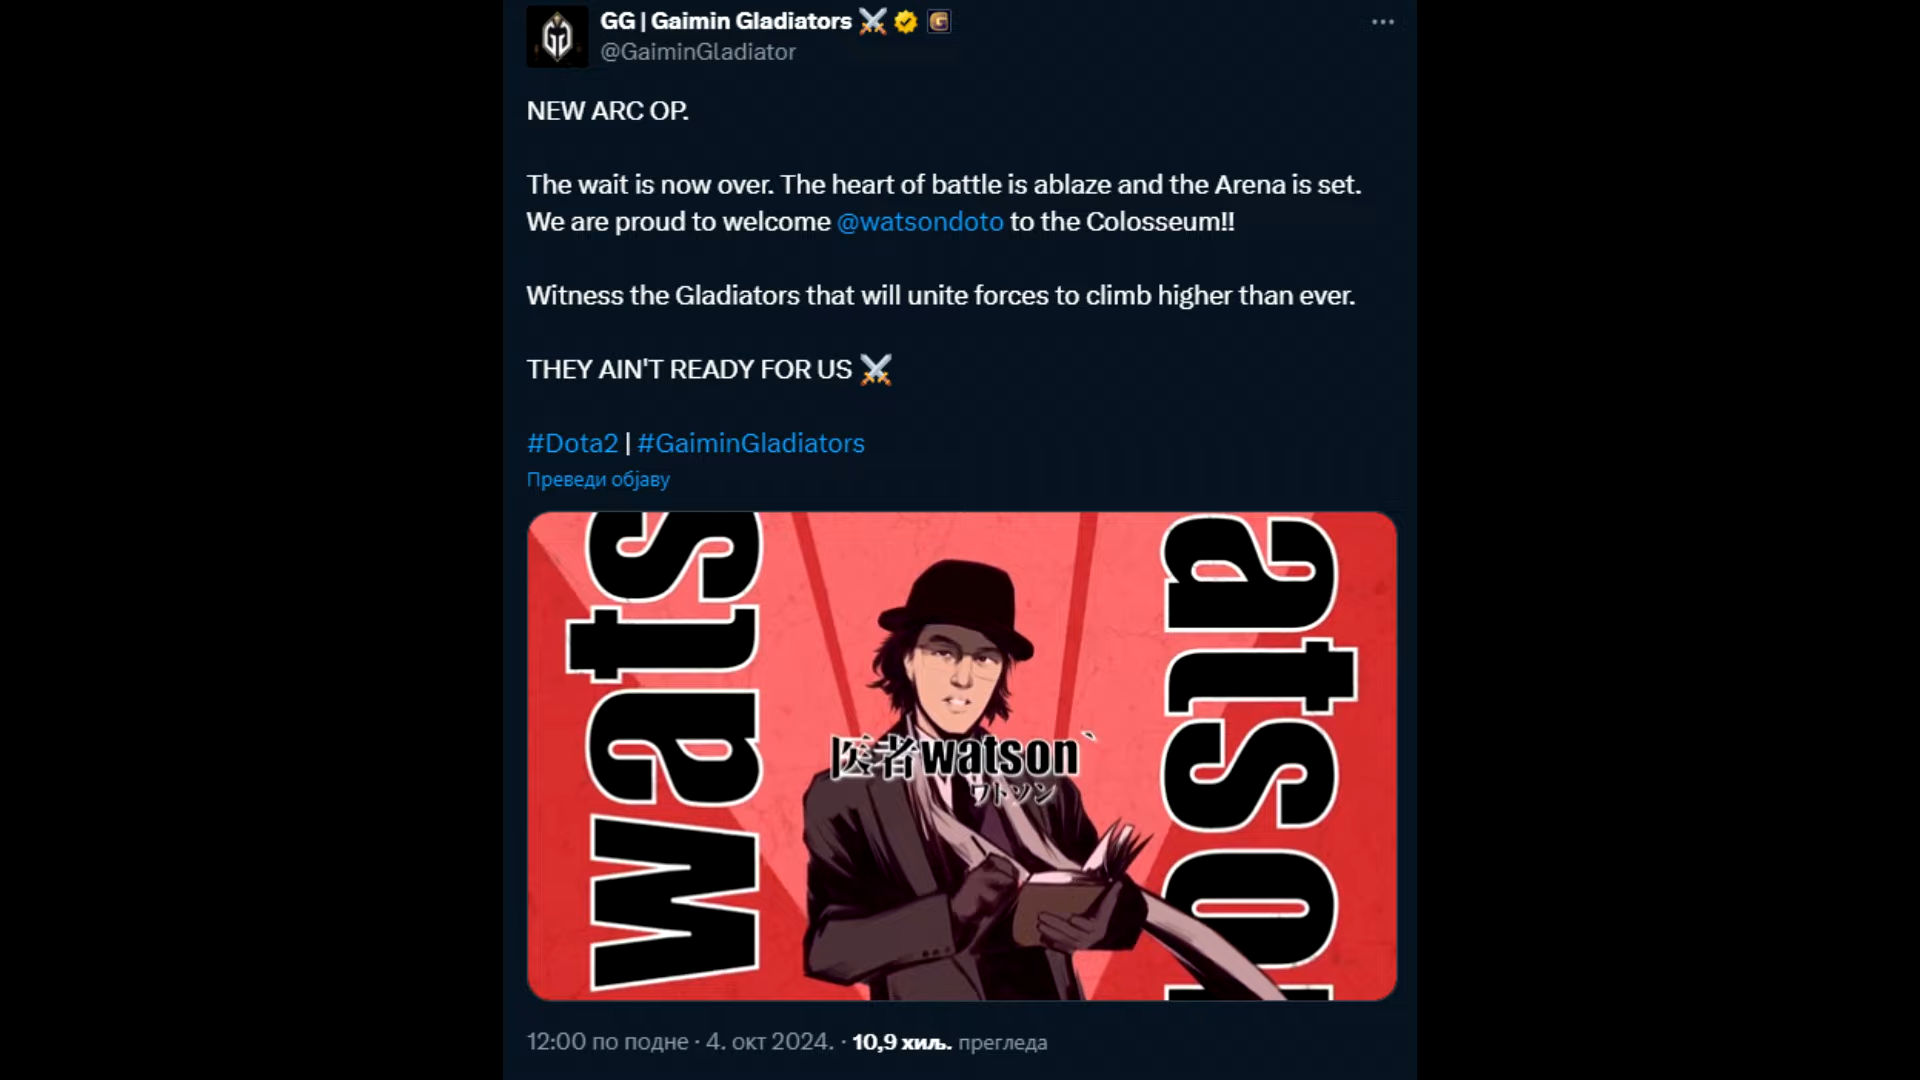 GG | Gaimin Gladiators ⚔️
@GaiminGladiator
NEW ARC OP.
The wait is now over. The heart of battle is ablaze and the Arena is set.
We are proud to welcome @watsondoto to the Colosseum!!
Witness the Gladiators that will unite forces to climb higher than ever.
THEY AIN'T READY FOR US ⚔️
#Dota2 | #GaiminGladiators
Преведи објаву
wats
医者watson`
ワトソン
atso
12:00 по подне · 4. окт 2024. · 10,9 хиљ. прегледа